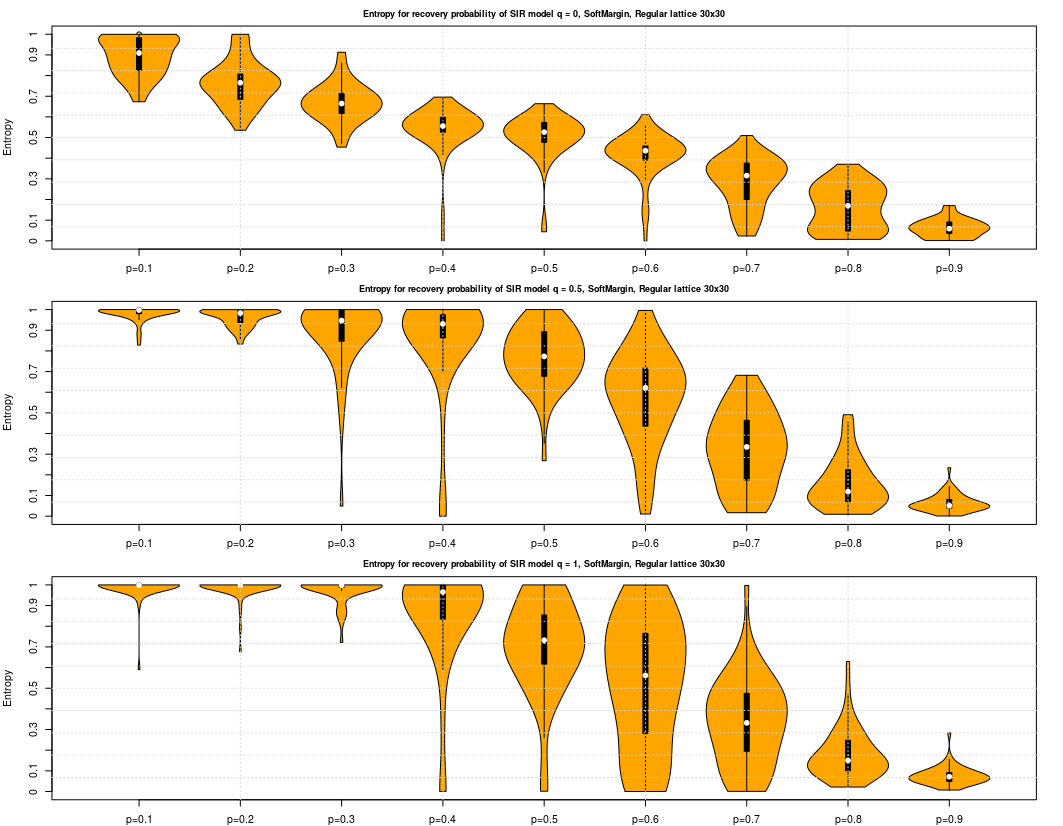 Entropy for recovery probability of SIR model q = 0, SoftMargin, Regular lattice 30x30
Entropy
1
0.9
0.7
0.5
0.3
0.1
0
p=0.1 p=0.2 p=0.3 p=0.4 p=0.5 p=0.6 p=0.7 p=0.8 p=0.9
Entropy for recovery probability of SIR model q = 0.5, SoftMargin, Regular lattice 30x30
Entropy
1
0.9
0.7
0.5
0.3
0.1
0
p=0.1 p=0.2 p=0.3 p=0.4 p=0.5 p=0.6 p=0.7 p=0.8 p=0.9
Entropy for recovery probability of SIR model q = 1, SoftMargin, Regular lattice 30x30
Entropy
1
0.9
0.7
0.5
0.3
0.1
0
p=0.1 p=0.2 p=0.3 p=0.4 p=0.5 p=0.6 p=0.7 p=0.8 p=0.9